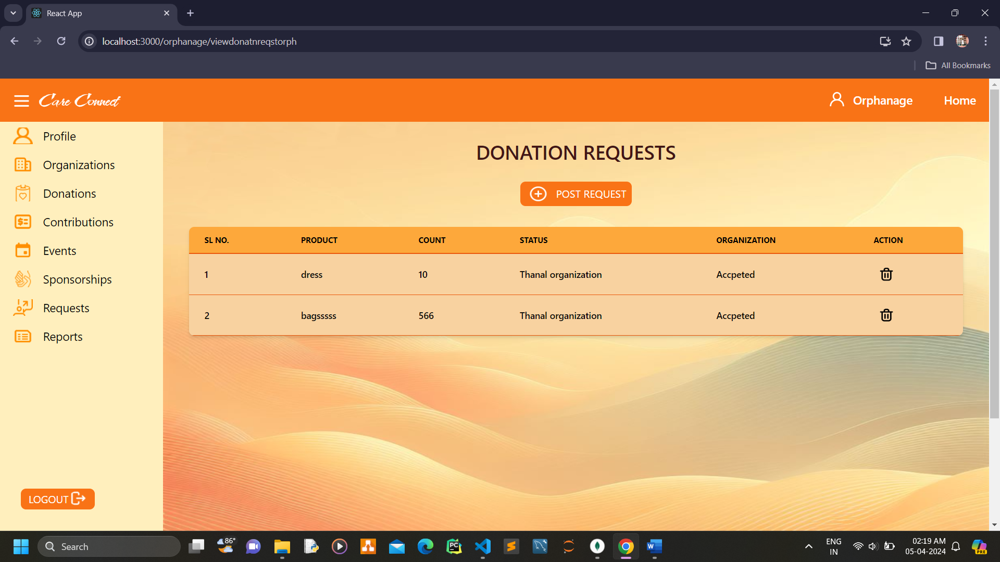 React App
localhost:3000/orphanage/viewdonatnreqstorph
All Bookmarks
Care Connect
Orphanage
Home
Profile
Organizations
Donations
Contributions
Events
Sponsorships
Requests
Reports
LOGOUT
DONATION REQUESTS
POST REQUEST
SL NO. PRODUCT COUNT STATUS ORGANIZATION ACTION
1 dress 10 Thanal organization Accpeted
2 bagsssss 566 Thanal organization Accpeted
Search
86°
PC
W
ENG
IN
02:19 AM
05-04-2024
PRE